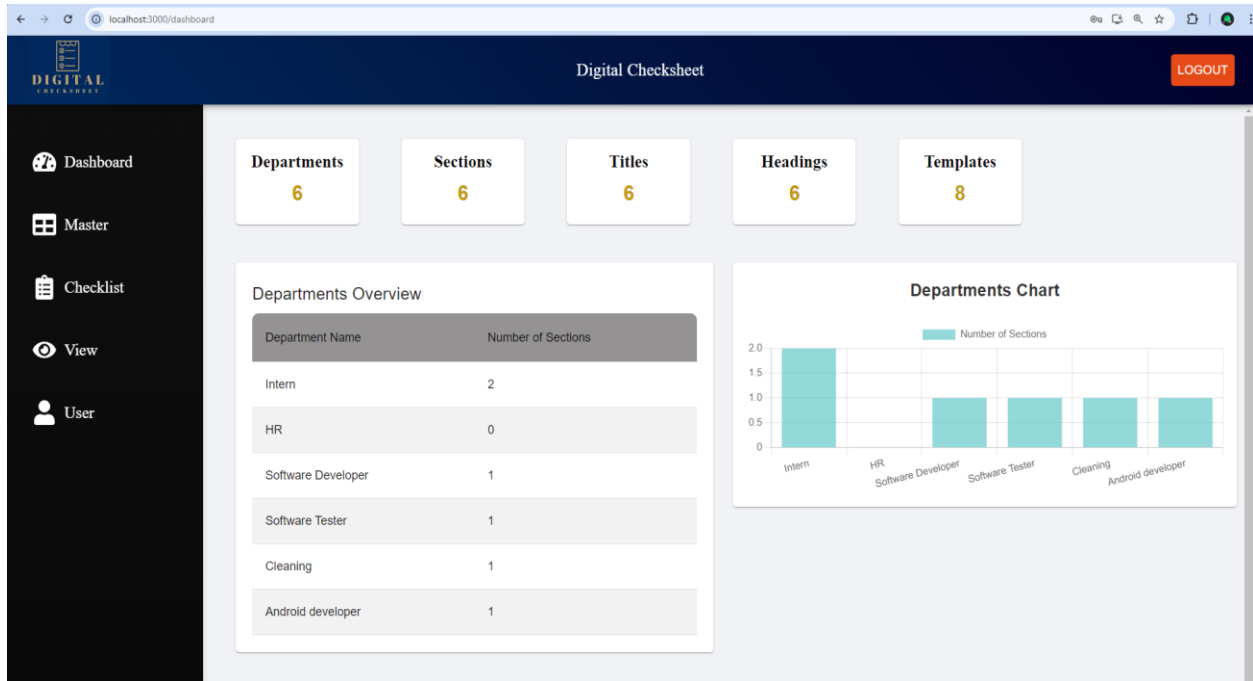 localhost:3000/dashboard
DIGITAL
CHECKSHEET
Digital Checksheet
LOGOUT
Dashboard
Master
Checklist
View
User
Departments
6
Sections
6
Titles
6
Headings
6
Templates
8
Departments Overview
Department Name Number of Sections
Intern 2
HR 0
Software Developer 1
Software Tester 1
Cleaning 1
Android developer 1
Departments Chart
Number of Sections
2.0
1.5
1.0
0.5
0
Intern HR Software Developer Software Tester Cleaning Android developer